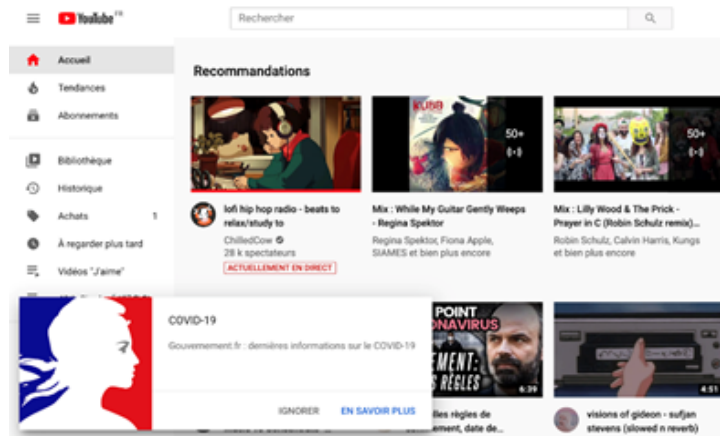 YouTube FR
Rechercher
Accueil
Tendances
Abonnements
Bibliothèque
Historique
Achats 1
À regarder plus tard
Vidéos "J'aime"
Recommandations
KUBO
50+
50+
lofi hip hop radio - beats to
relax/study to
ChilledCow
28 k spectateurs
ACTUELLEMENT EN DIRECT
Mix : While My Guitar Gently Weeps
- Regina Spektor
Regina Spektor, Fiona Apple,
SIAMES et bien plus encore
Mix : Lilly Wood & The Prick -
Prayer in C (Robin Schulz remix)...
Robin Schulz, Calvin Harris, Kungs
et bien plus encore
COVID-19
Gouvernement.fr : dernières informations sur le COVID-19
IGNORER
EN SAVOIR PLUS
POINT
NAVIRUS
MENT:
RÈGLES
6:39
4:51
les règles de
ement, date de...
visions of gideon - sufjan
stevens (slowed n reverb)